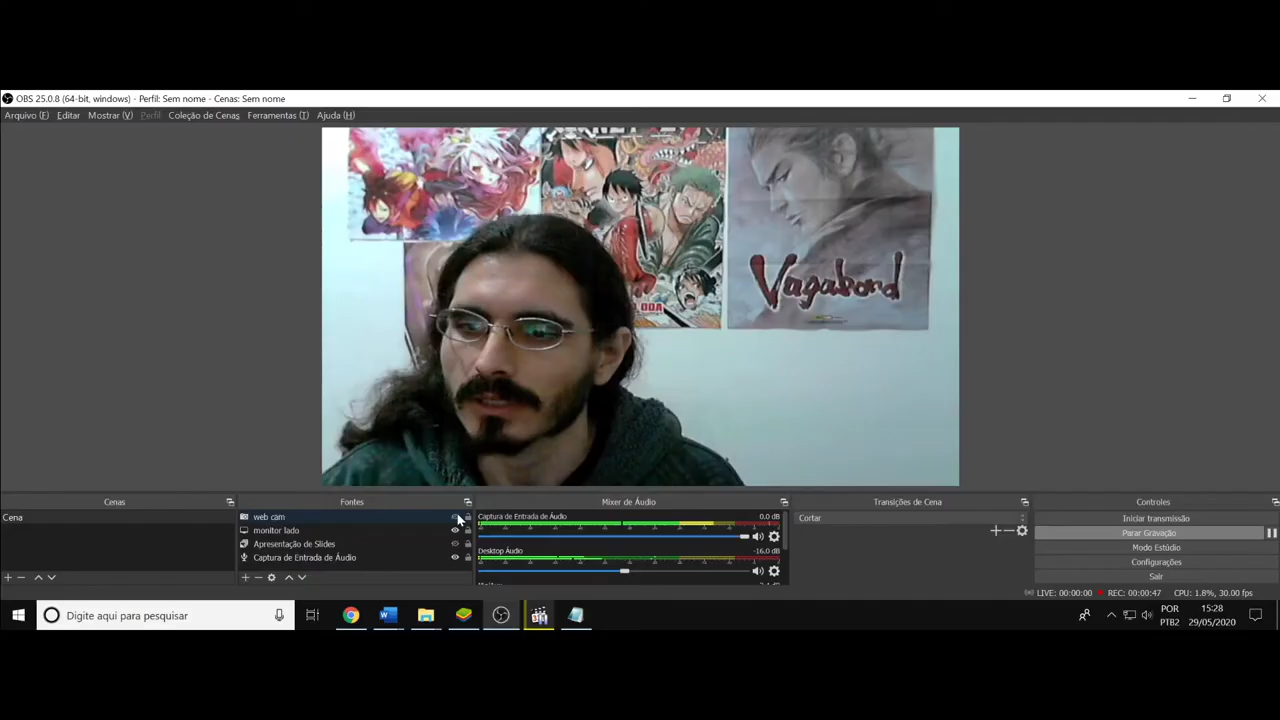 OBS 25.0.8 (64-bit, windows) - Perfil: Sem nome - Cenas: Sem nome
Arquivo (F) Editar Mostrar (V) Perfil Coleção de Cenas Ferramentas (T) Ajuda (H)
ODA
Vagabond
Cenas Fontes Mixer de Áudio Transições de Cena Controles
Cena
web cam
monitor lado
Apresentação de Slides
Captura de Entrada de Áudio
Captura de Entrada de Áudio 0.0 dB
Desktop Áudio -16.0 dB
Cortar
Iniciar transmissão
Parar Gravação
Modo Estúdio
Configurações
Sair
LIVE: 00:00:00 REC: 00:00:47 CPU: 1.8%, 30.00 fps
Digite aqui para pesquisar
POR
PTB2
15:28
29/05/2020